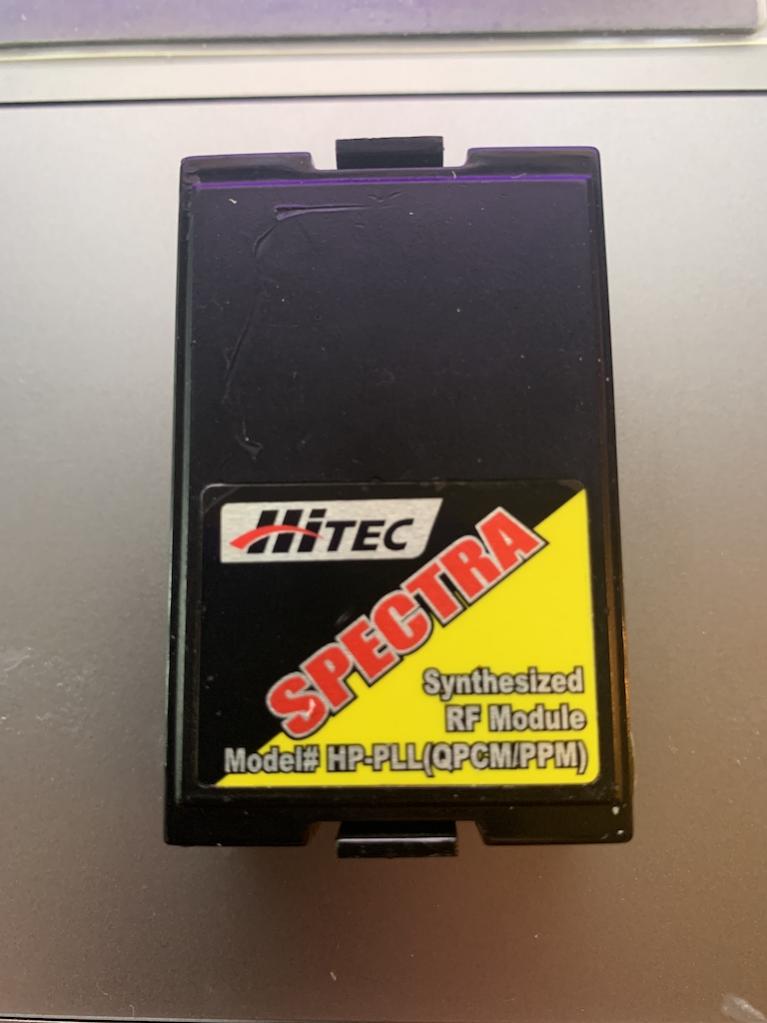 HiTEC
SPECTRA
Synthesized
RF Module
Model# HP-PLL(QPCM/PPM)